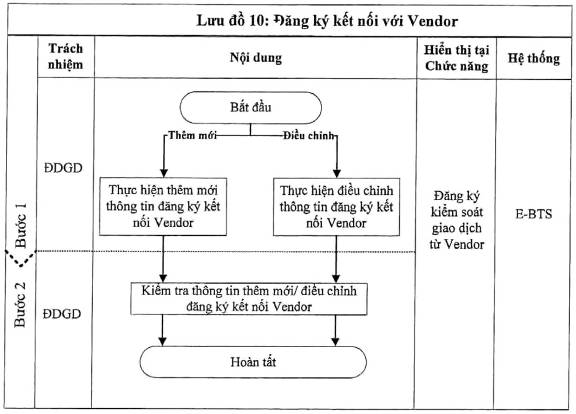 Lưu đồ 10: Đăng ký kết nối với Vendor
Trách
nhiệm
Nội dung
Hiển thị tại
Chức năng
Hệ thống
Bước 1
ĐDGD
Bắt đầu
Thêm mới
Điều chỉnh
Thực hiện thêm mới
thông tin đăng ký kết
nối Vendor
Thực hiện điều chỉnh
thông tin đăng ký kết
nối Vendor
Đăng ký
kiểm soát
giao dịch
từ Vendor
E-BTS
Bước 2
ĐDGD
Kiểm tra thông tin thêm mới/ điều chỉnh
đăng ký kết nối Vendor
Hoàn tất